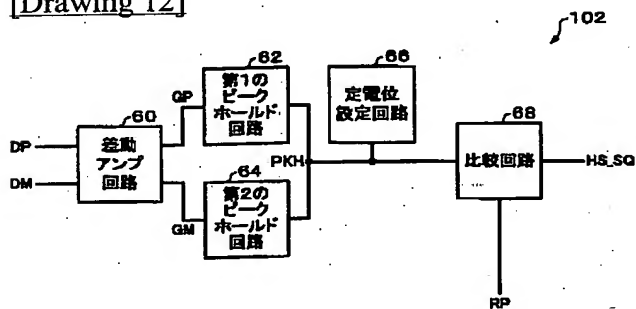 [Drawing 12]
102
62
第1の
ピーク
ホールド
回路
66
定電位
設定回路
GP
60
差動
アンプ
回路
DP
DM
68
比較回路
HS_SQ
PKH
64
第2の
ピーク
ホールド
回路
GM
RP